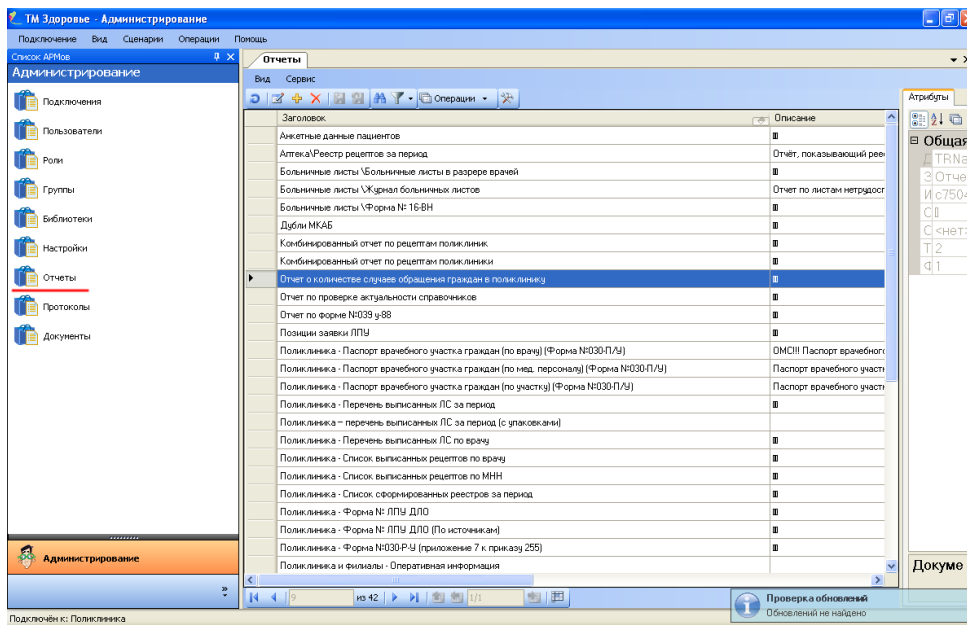 ТМ Здоровье - Администрирование
Подключение Вид Сценарии Операции Помощь
Список АРМов
Администрирование
Подключения
Пользователи
Роли
Группы
Библиотеки
Настройки
Отчеты
Протоколы
Документы
Администрирование
Подключён к: Поликлиника
Отчеты
Вид Сервис
Операции
Заголовок Описание
Анкетные данные пациентов
Аптека\Реестр рецептов за период Отчёт, показывающий рее
Больничные листы \Больничные листы в разрере врачей
Больничные листы \Журнал больничных листов Отчет по листам нетрудосп
Больничные листы \Форма № 16-ВН
Дубли МКАБ
Комбинированный отчет по рецептам поликлиник
Комбинированный отчет по рецептам поликлиники
Отчет о количестве случаев обращения граждан в поликлинику
Отчет по проверке актуальности справочников
Отчет по форме №039 у-88
Позиции заявки ЛПУ
Поликлиника - Паспорт врачебного участка граждан (по врачу) (Форма №030-П/У) ОМС!!! Паспорт врачебного
Поликлиника - Паспорт врачебного участка граждан (по мед. персоналу) (Форма №030-П/У) Паспорт врачебного участ
Поликлиника - Паспорт врачебного участка граждан (по участку) (Форма №030-П/У) Паспорт врачебного участ
Поликлиника - Перечень выписанных ЛС за период
Поликлиника – перечень выписанных ЛС за период (с упаковками)
Поликлиника - Перечень выписанных ЛС по врачу
Поликлиника - Список выписанных рецептов по врачу
Поликлиника - Список выписанных рецептов по МНН
Поликлиника - Список сформированных реестров за период
Поликлиника - Форма № ЛПУ ДЛО
Поликлиника - Форма № ЛПУ ДЛО (По источникам)
Поликлиника - Форма №030-Р-У (приложение 7 к приказу 255)
Поликлиника и филиалы - Оперативная информация
9 из 42 1/1
Атрибуты
Общая
Д TRNa
З Отче
И c7504
О
С <нет>
Т 2
Ф 1
Докуме
Проверка обновлений
Обновлений не найдено